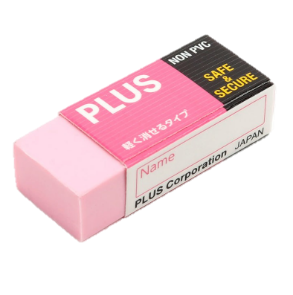 PLUS
軽く消せるタイプ
NON PVC
SAFE
&
SECURE
Name
PLUS Corporation JAPAN